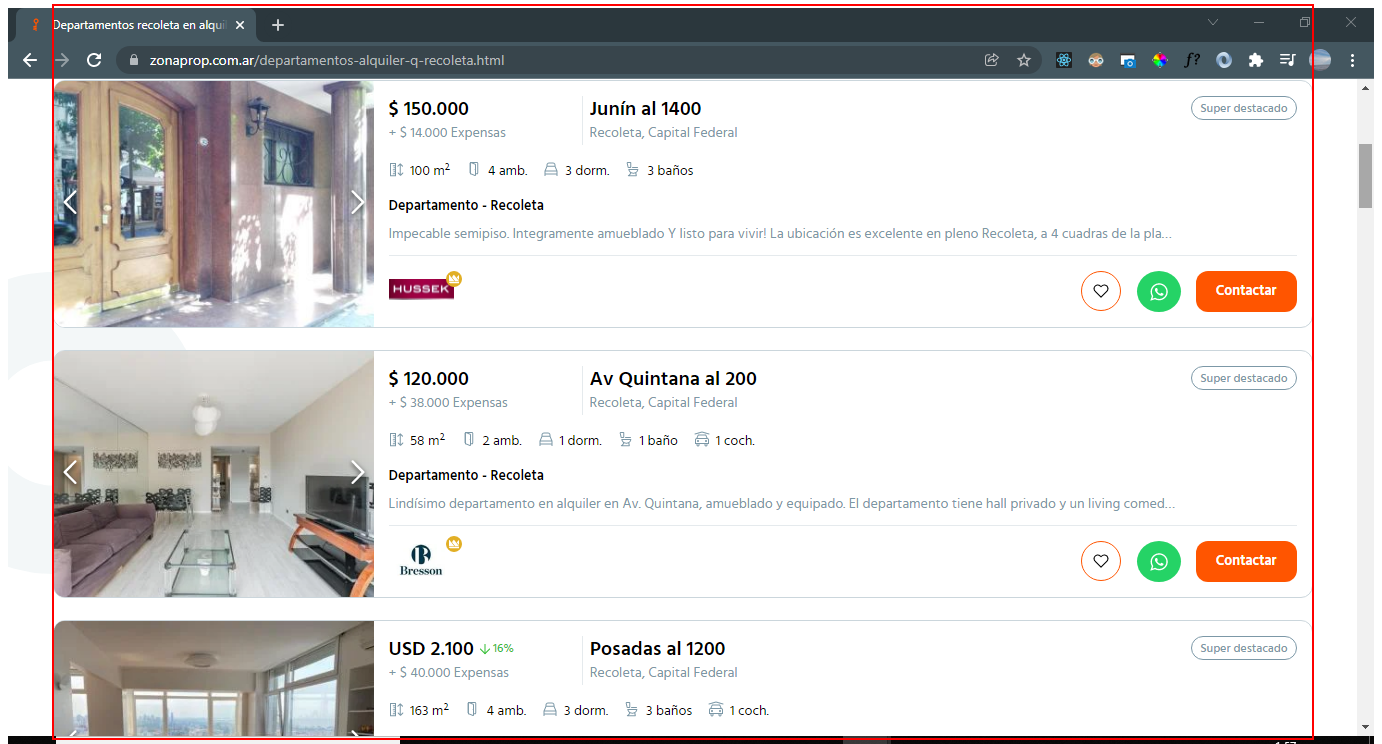 Departamentos recoleta en alqui
zonaprop.com.ar/departamentos-alquiler-q-recoleta.html
f?
$ 150.000
Junín al 1400
Super destacado
+ $ 14.000 Expensas
Recoleta, Capital Federal
100 m² 4 amb. 3 dorm. 3 baños
Departamento - Recoleta
Impecable semipiso. Integramente amueblado Y listo para vivir! La ubicación es excelente en pleno Recoleta, a 4 cuadras de la pla...
HUSSEK
Contactar
$ 120.000
Av Quintana al 200
Super destacado
+ $ 38.000 Expensas
Recoleta, Capital Federal
58 m² 2 amb. 1 dorm. 1 baño 1 coch.
Departamento - Recoleta
Lindísimo departamento en alquiler en Av. Quintana, amueblado y equipado. El departamento tiene hall privado y un living comed...
B
Bresson
Contactar
USD 2.100 16%
Posadas al 1200
Super destacado
+ $ 40.000 Expensas
Recoleta, Capital Federal
163 m² 4 amb. 3 dorm. 3 baños 1 coch.